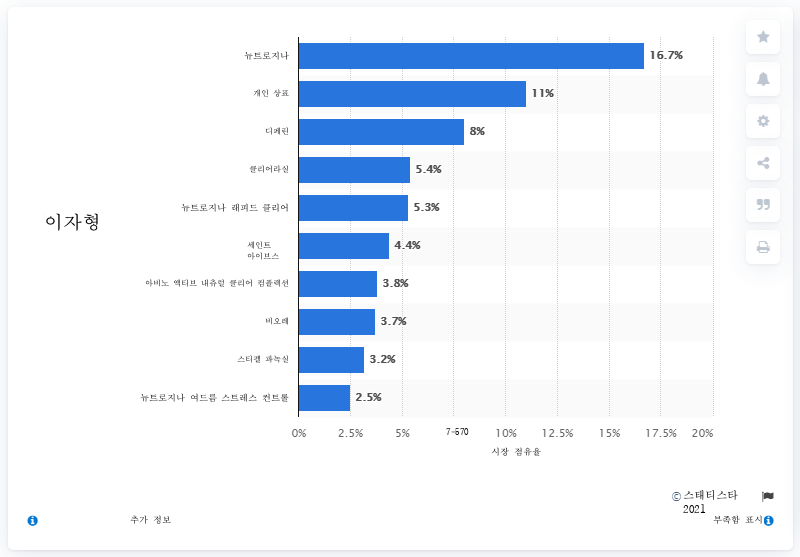 뉴트로지나
16.7%
개인 상표
11%
디페린
8%
클리어라실
5.4%
뉴트로지나 래피드 클리어
5.3%
이자형
세인트
아이브스
4.4%
아비노 액티브 내츄럴 클리어 컴플렉션
3.8%
비오레
3.7%
스티젤 파녹실
3.2%
뉴트로지나 여드름 스트레스 컨트롤
2.5%
0% 2.5% 5% 7-670 10% 12.5% 15% 17.5% 20%
시장 점유율
© 스태티스타
2021
추가 정보
부족함 표시